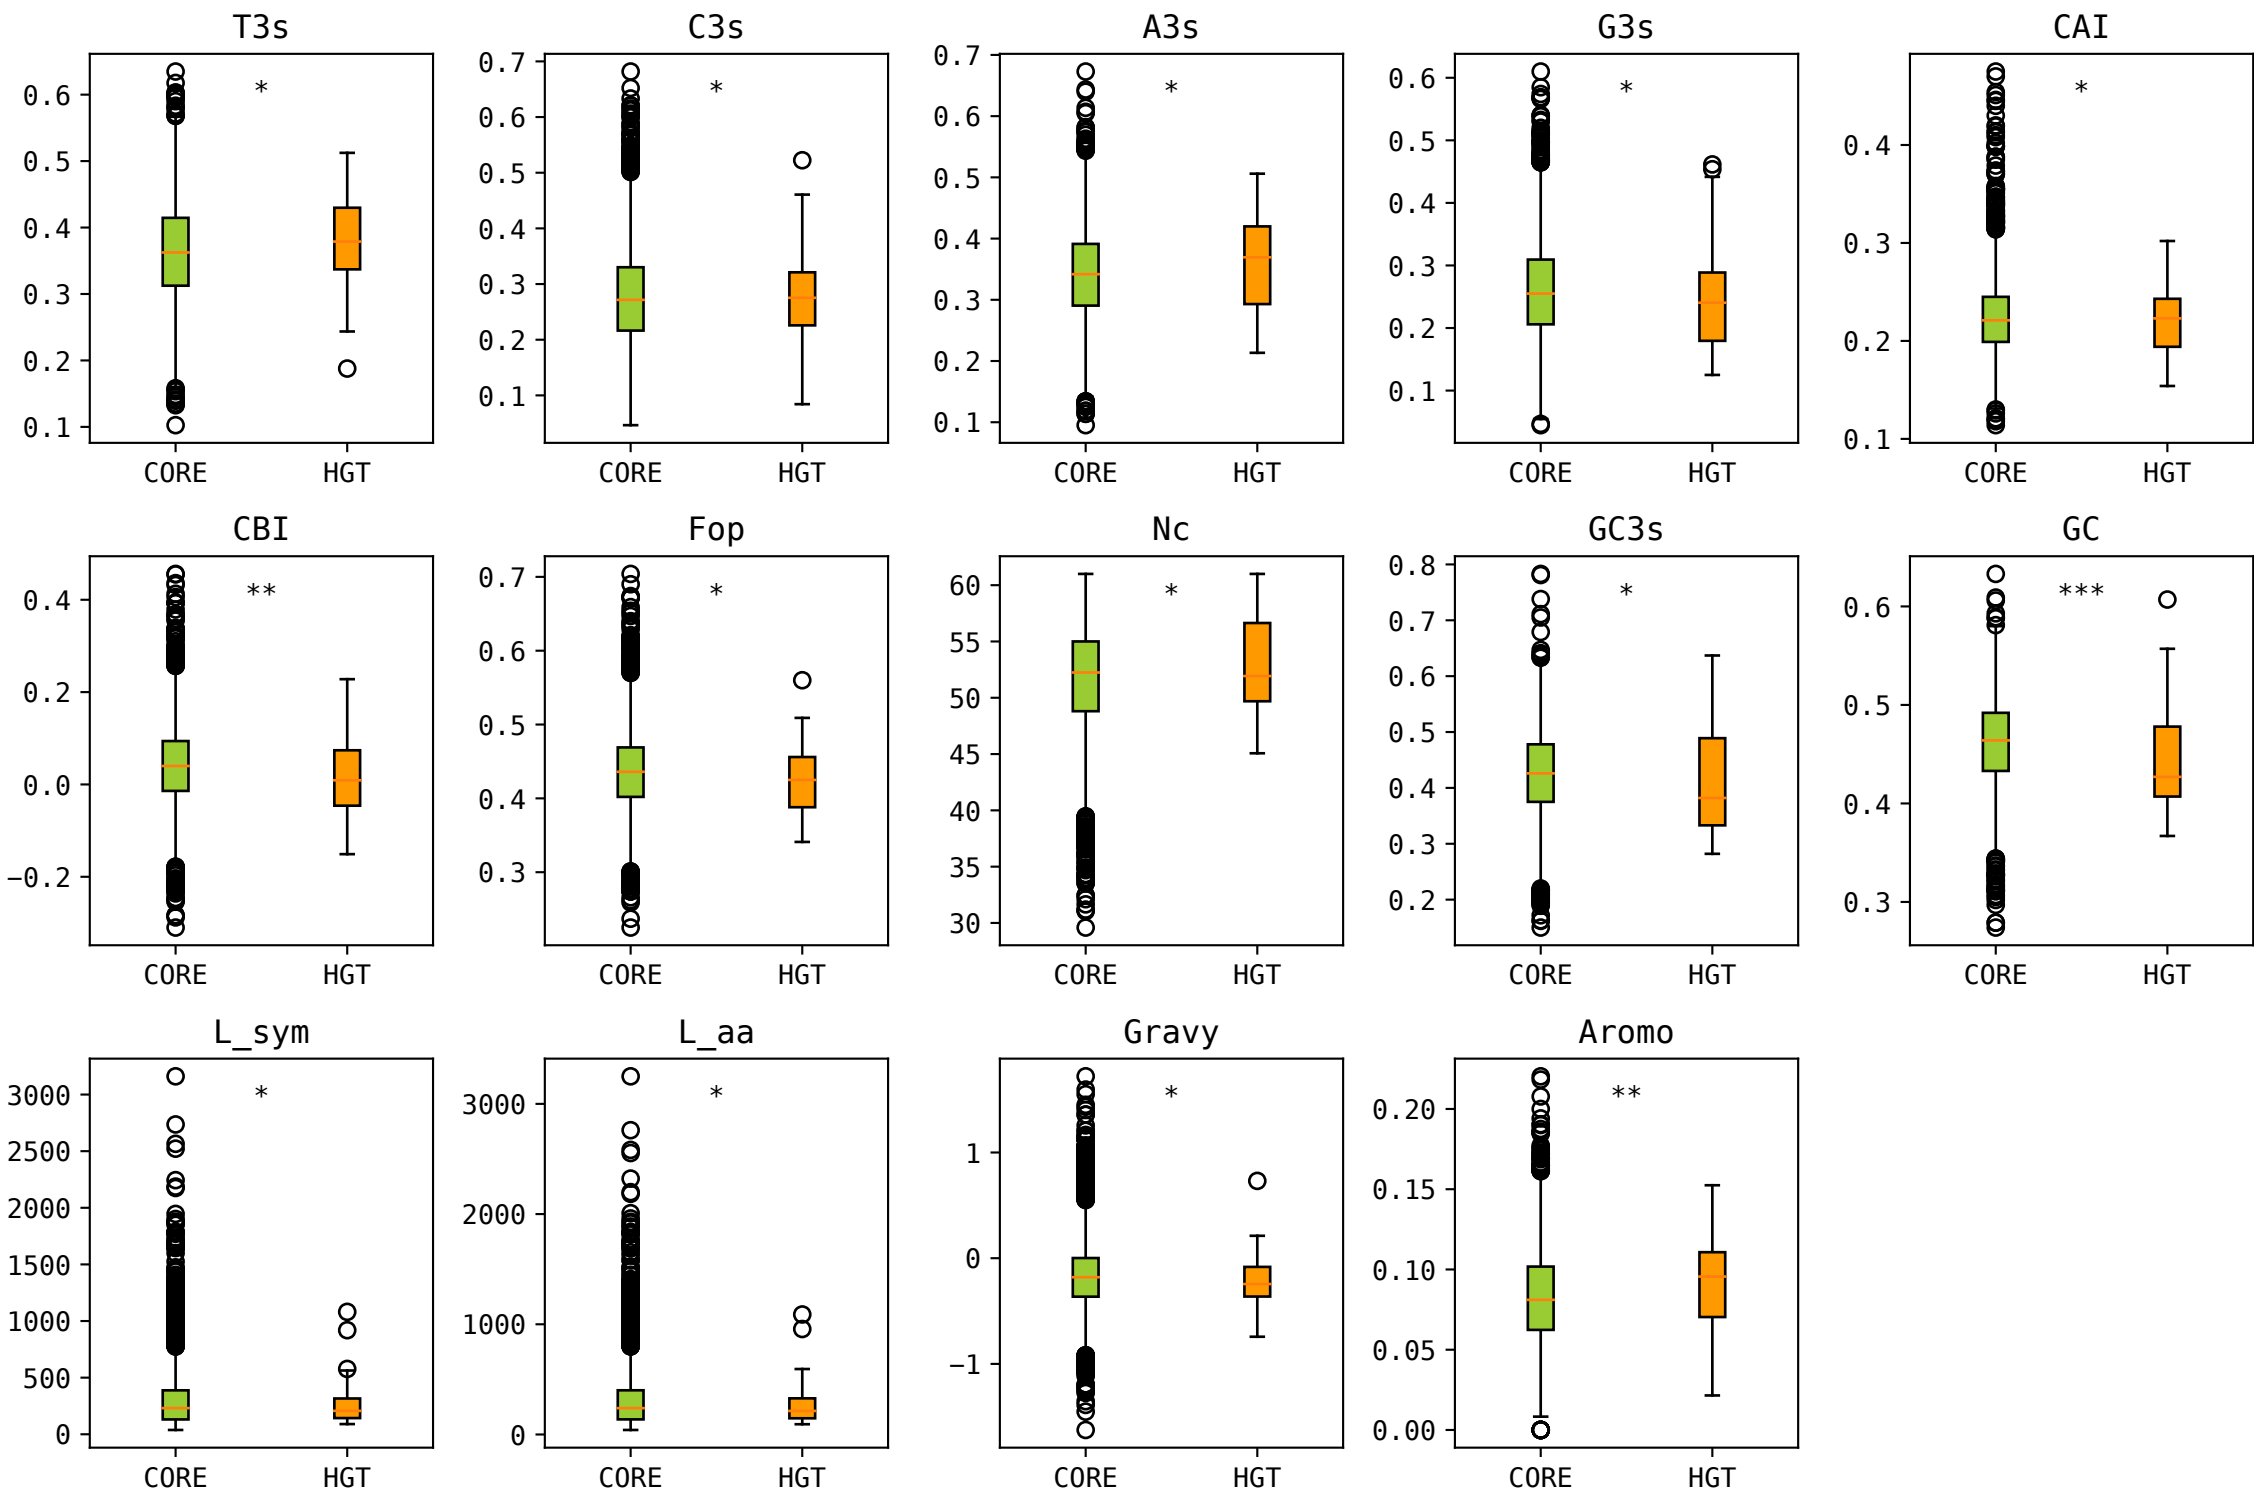 T3s C3s A3s G3s CAI
0.6 0.5 0.4 0.3 0.2 0.1
*
CORE HGT
0.7 0.6 0.5 0.4 0.3 0.2 0.1
*
CORE HGT
0.7 0.6 0.5 0.4 0.3 0.2 0.1
*
CORE HGT
0.6 0.5 0.4 0.3 0.2 0.1
*
CORE HGT
0.4 0.3 0.2 0.1
*
CORE HGT
CBI Fop Nc GC3s GC
0.4 0.2 0.0 −0.2
**
CORE HGT
0.7 0.6 0.5 0.4 0.3
*
CORE HGT
60 55 50 45 40 35 30
*
CORE HGT
0.8 0.7 0.6 0.5 0.4 0.3 0.2
*
CORE HGT
0.6 0.5 0.4 0.3
***
CORE HGT
L_sym L_aa Gravy Aromo
3000 2500 2000 1500 1000 500 0
*
CORE HGT
3000 2000 1000 0
*
CORE HGT
1 0 −1
*
CORE HGT
0.20 0.15 0.10 0.05 0.00
**
CORE HGT